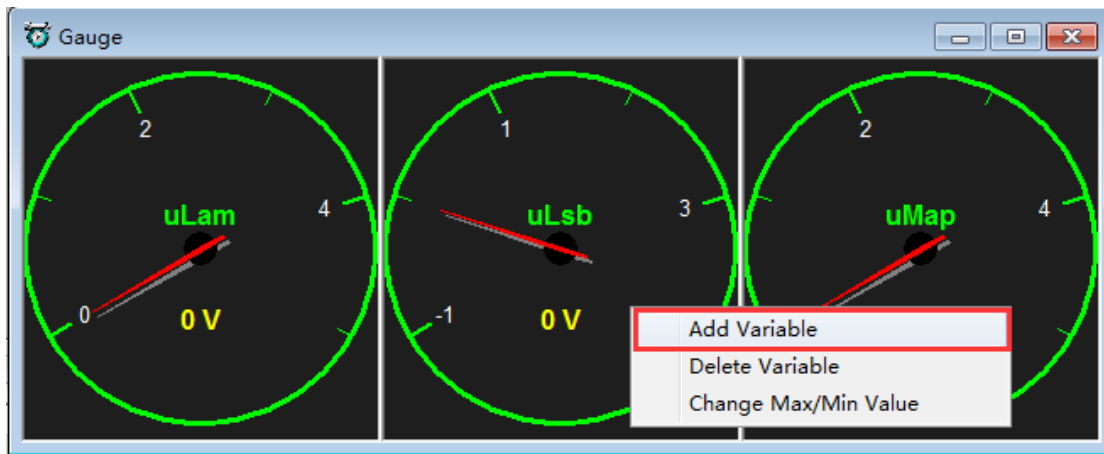 Gauge
2
4
uLam
0
0 V
1
3
uLsb
-1
0 V
2
4
uMap
Add Variable
Delete Variable
Change Max/Min Value